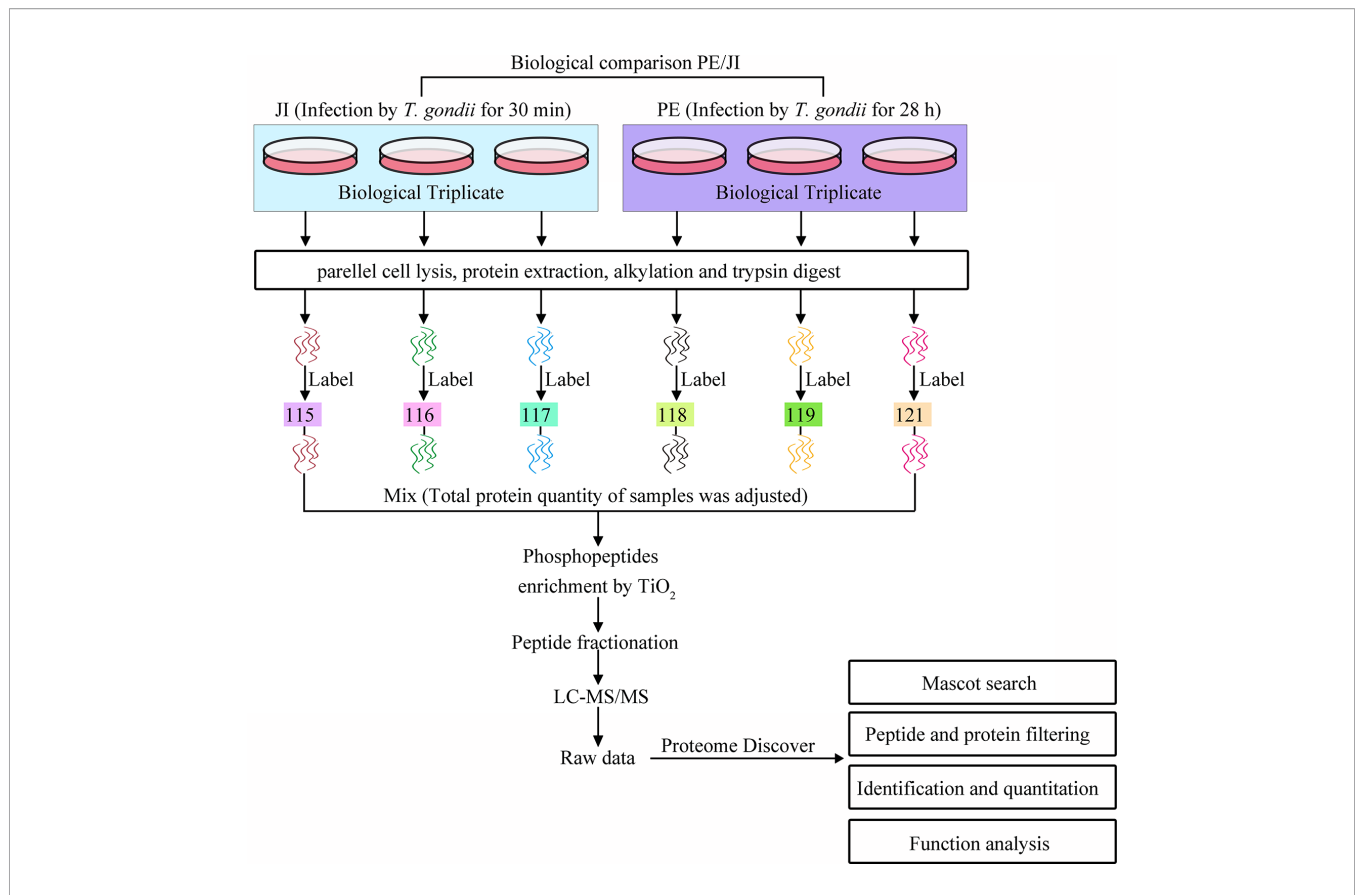 Biological comparison PE/JI
JI (Infection by T. gondii for 30 min)
PE (Infection by T. gondii for 28 h)
Biological Triplicate
Biological Triplicate
parellel cell lysis, protein extraction, alkylation and trypsin digest
Label
Label
Label
Label
Label
Label
115
116
117
118
119
121
Mix (Total protein quantity of samples was adjusted)
Phosphopeptides
enrichment by TiO₂
Peptide fractionation
LC-MS/MS
Raw data
Proteome Discover
Mascot search
Peptide and protein filtering
Identification and quantitation
Function analysis